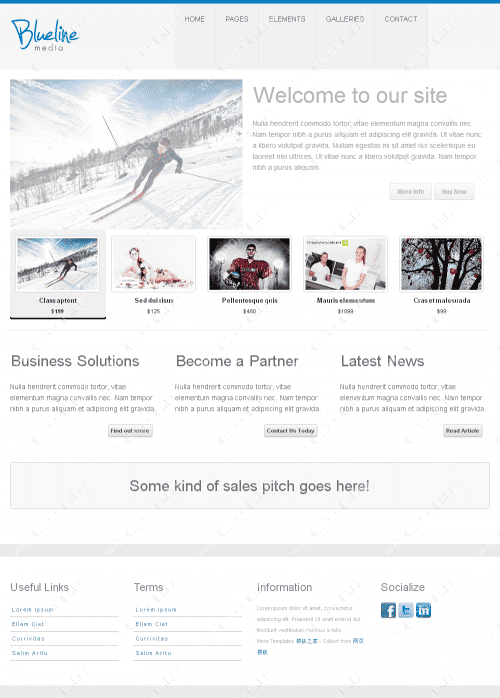 Blueline
media
HOME PAGES ELEMENTS GALLERIES CONTACT
Welcome to our site
Nulla hendrerit commodo tortor, vitae elementum magna convallis nec.
Nam tempor nibh a purus aliquam et adipiscing elit gravida. Ut vitae nunc
a libero volutpat gravida. Nullam egestas mi sit amet dui scelerisque eu
laoreet nisi ultrices. Ut vitae nunc a libero volutpat gravida. Nam tempor
nibh a purus aliquam.
More Info Buy Now
Class aptent
$199
Sed dui risus
$125
Pellentesque quis
$480
Mauris elementum
$1099
Cras et malesuada
$99
Business Solutions
Nulla hendrerit commodo tortor, vitae
elementum magna convallis nec. Nam tempor
nibh a purus aliquam et adipiscing elit gravida.
Find out more
Become a Partner
Nulla hendrerit commodo tortor, vitae
elementum magna convallis nec. Nam tempor
nibh a purus aliquam et adipiscing elit gravida.
Contact Us Today
Latest News
Nulla hendrerit commodo tortor, vitae
elementum magna convallis nec. Nam tempor
nibh a purus aliquam et adipiscing elit gravida.
Read Article
Some kind of sales pitch goes here!
Useful Links
Lorem Ipsum
Ellem Ciet
Currivitas
Salim Aritu
Terms
Lorem Ipsum
Ellem Ciet
Currivitas
Salim Aritu
Information
Lorem ipsum dolor sit amet, consectetur
adipiscing elit. Praesent sit amet enim id dui
tincidunt vestibulum rhoncus a felis.
More Templates 模板之家 - Collect from 网页
模板
Socialize